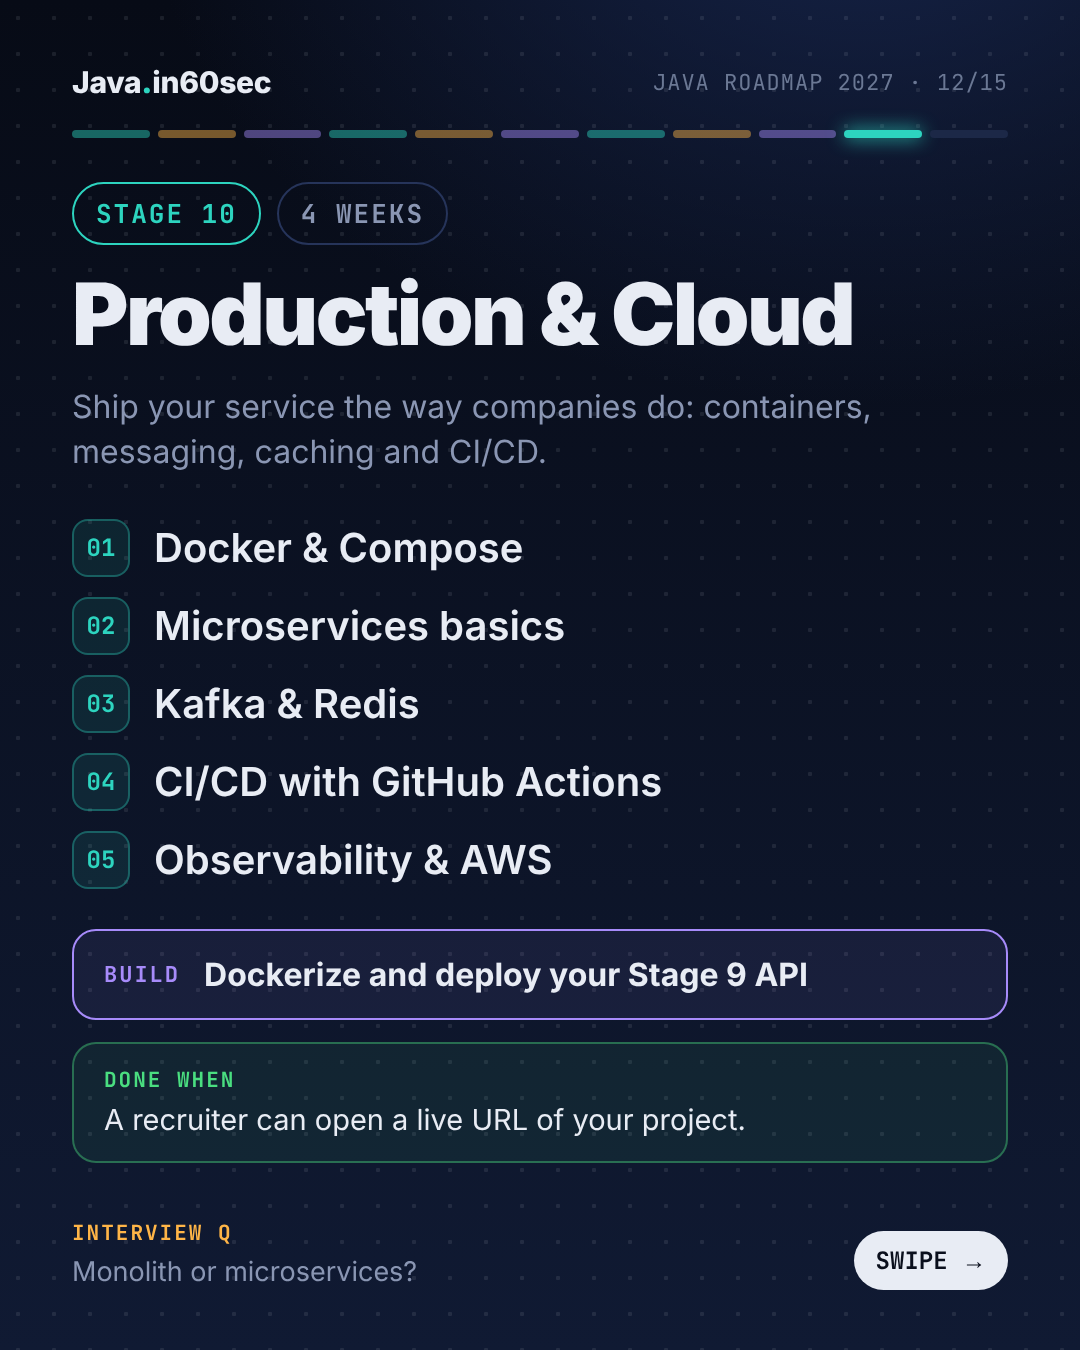 Java.in60sec
JAVA ROADMAP 2027 · 12/15
STAGE 10
4 WEEKS
Production & Cloud
Ship your service the way companies do: containers,
messaging, caching and CI/CD.
01 Docker & Compose
02 Microservices basics
03 Kafka & Redis
04 CI/CD with GitHub Actions
05 Observability & AWS
BUILD Dockerize and deploy your Stage 9 API
DONE WHEN
A recruiter can open a live URL of your project.
INTERVIEW Q
Monolith or microservices?
SWIPE →